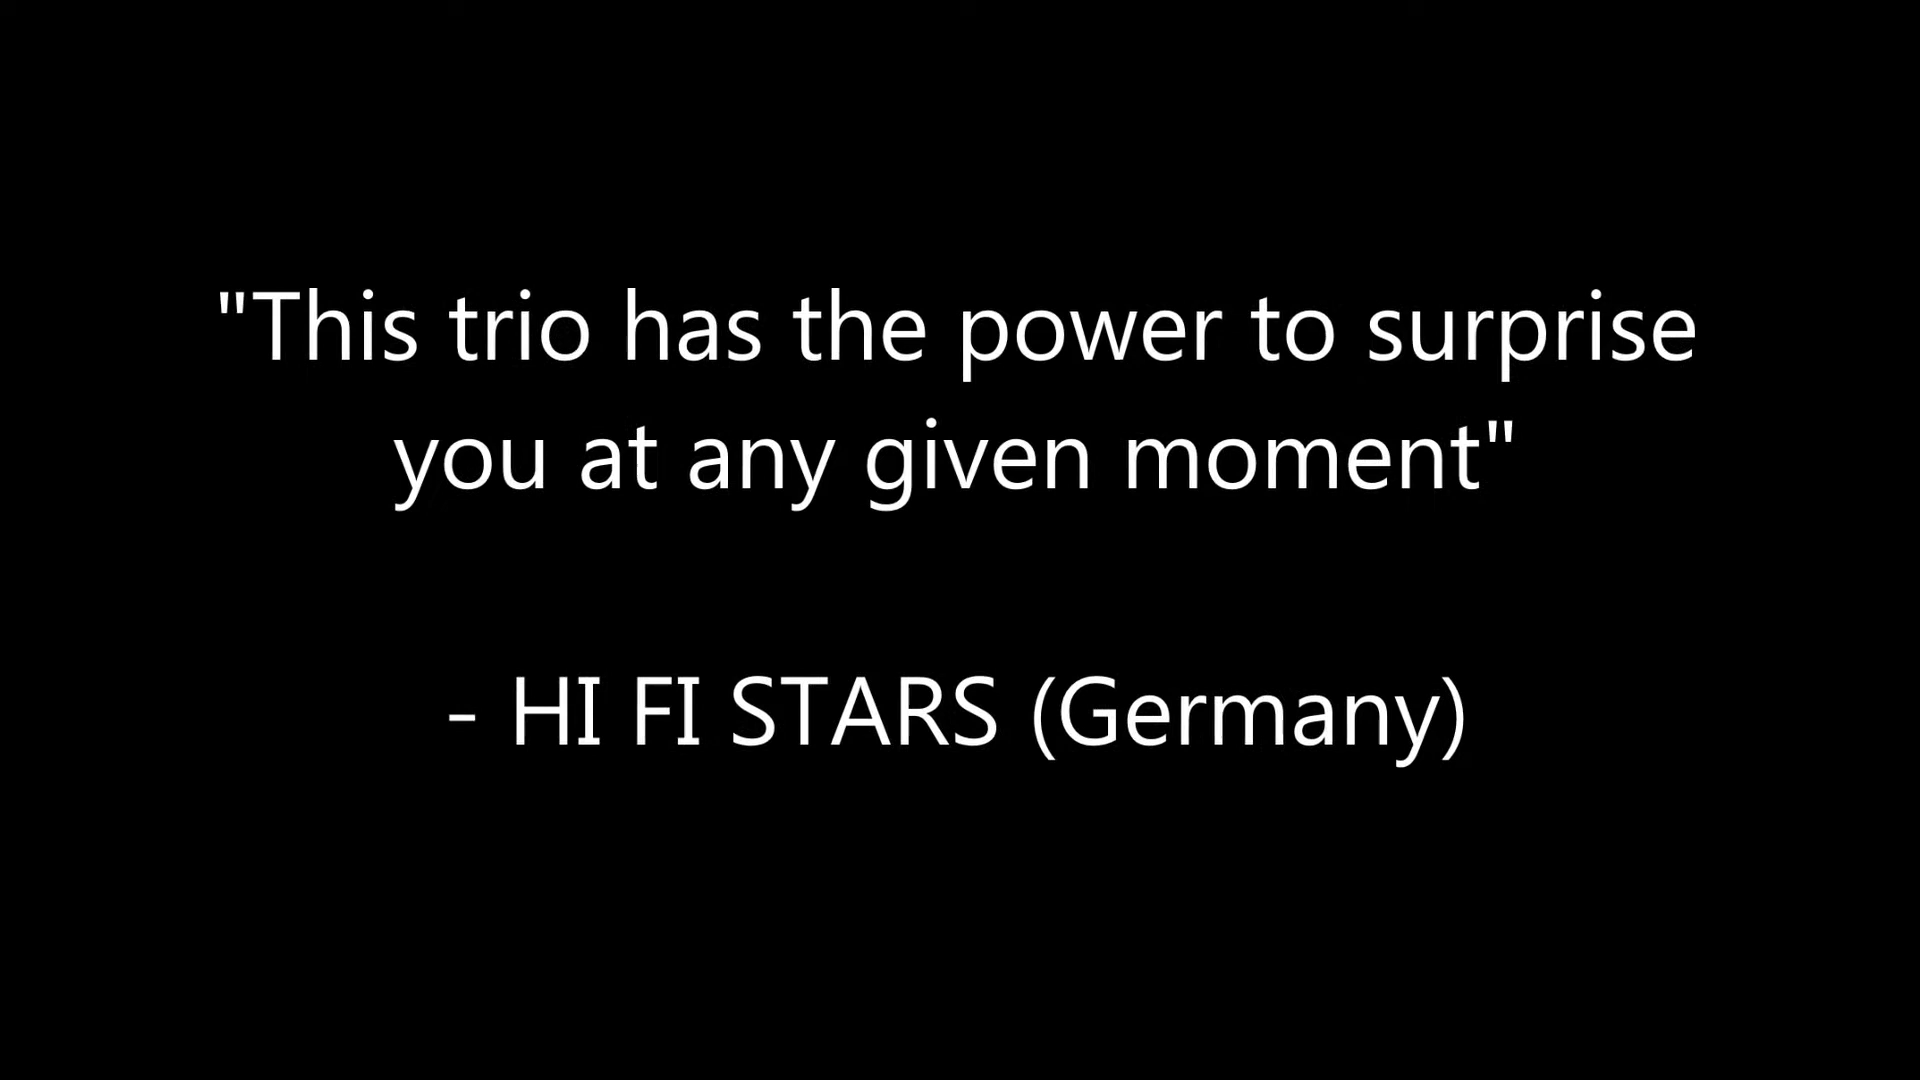 "This trio has the power to surprise
you at any given moment"
- HI FI STARS (Germany)